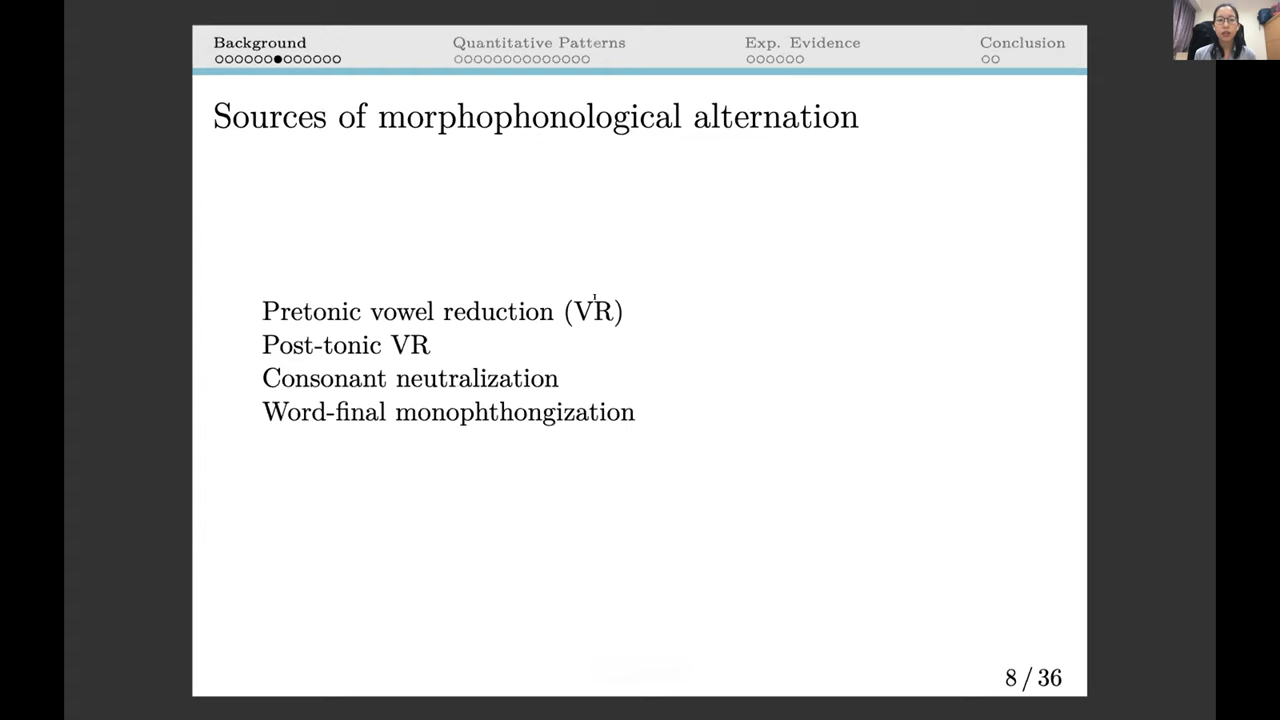 Background Quantitative Patterns Exp. Evidence Conclusion
Sources of morphophonological alternation
Pretonic vowel reduction (VR)
Post-tonic VR
Consonant neutralization
Word-final monophthongization
8 / 36